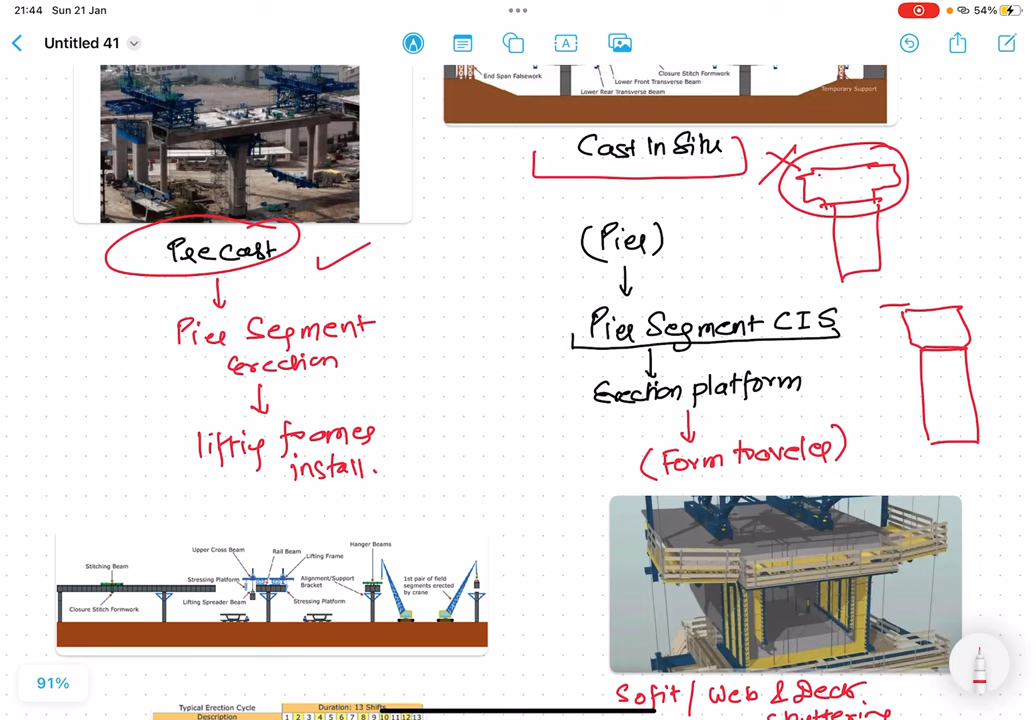 21:44 Sun 21 Jan
54%
Untitled 41
A
End Span Falsework
Closure Stitch Formwork
Lower Front Transverse Beam
Lower Rear Transverse Beam
Temporary Support
Cast In Situ
Pre cast
(Pier)
Pier Segment
Erection
Pier Segment CIS
Erection platform
lifting frames
install.
(Form traveler)
Upper Cross Beam
Rail Beam
Lifting Frame
Hanger Beams
Stitching Beam
Stressing Platform
Alignment/Support
Bracket
1st pair of field
segments erected
by crane
Closure Stitch Formwork
Lifting Spreader Beam
Stressing Platform
91%
Sofit / Web & Deck
shuttering
Typical Erection Cycle
Duration: 13 Shifts
Description
1 2 3 4 5 6 7 8 9 10 11 12 13